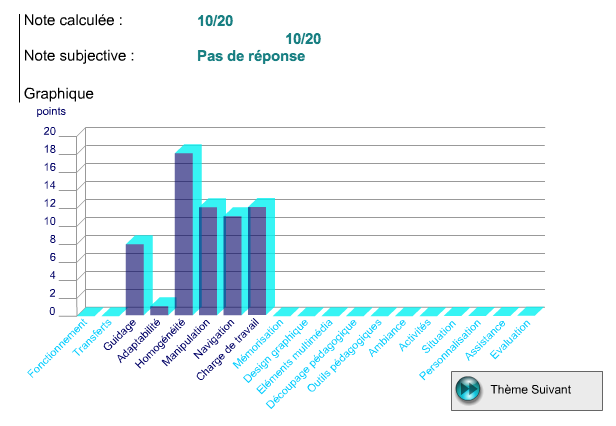 Note calculée : 10/20
10/20
Note subjective : Pas de réponse
Graphique
points
20
18
16
14
12
10
8
6
4
2
0
Fonctionnement
Transferts
Guidage
Adaptabilité
Homogénéité
Manipulation
Navigation
Charge de travail
Mémorisation
Design graphique
Eléments multimédia
Découpage pédagogique
Outils pédagogiques
Ambiance
Activités
Situation
Personnalisation
Assistance
Evaluation
Thème Suivant